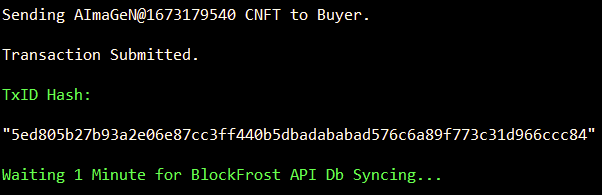 Sending AImaGeN@1673179540 CNFT to Buyer.
Transaction Submitted.
TxID Hash:
"5ed805b27b93a2e06e87cc3ff440b5dbadababad576c6a89f773c31d966ccc84"
Waiting 1 Minute for BlockFrost API Db Syncing...